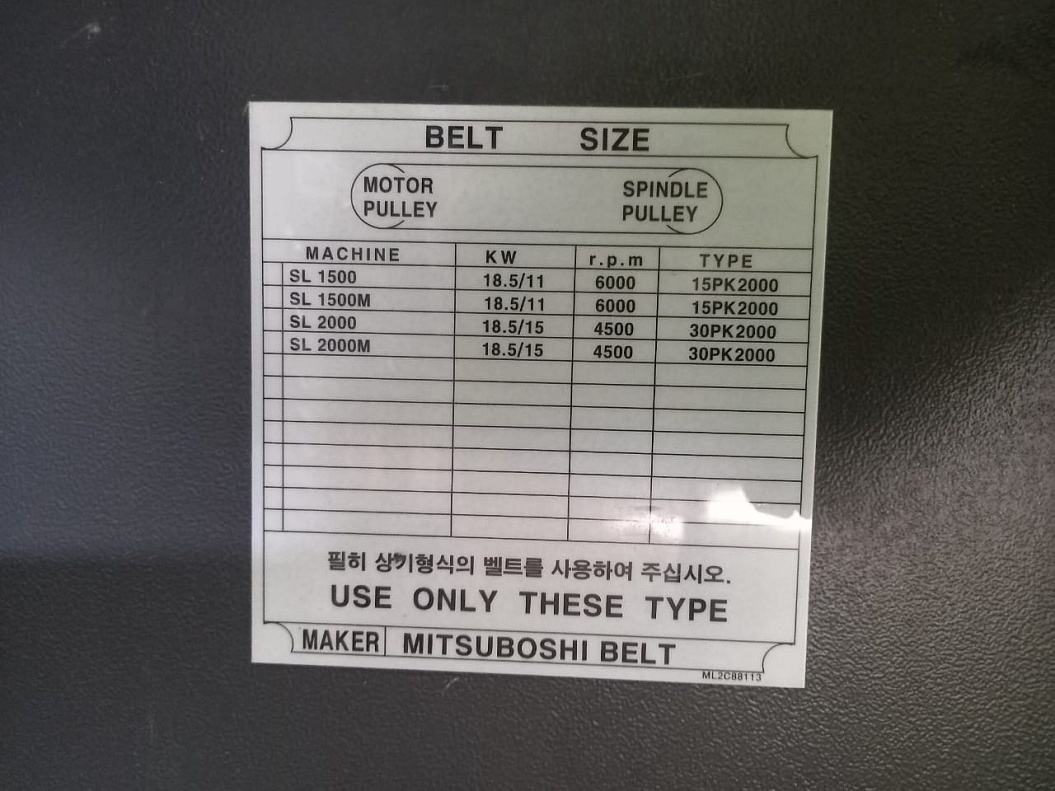 BELT SIZE
MOTOR PULLEY
SPINDLE PULLEY
MACHINE KW r.p.m TYPE
SL 1500 18.5/11 6000 15PK2000
SL 1500M 18.5/11 6000 15PK2000
SL 2000 18.5/15 4500 30PK2000
SL 2000M 18.5/15 4500 30PK2000
필히 상기형식의 벨트를 사용하여 주십시오.
USE ONLY THESE TYPE
MAKER MITSUBOSHI BELT
ML2C88113